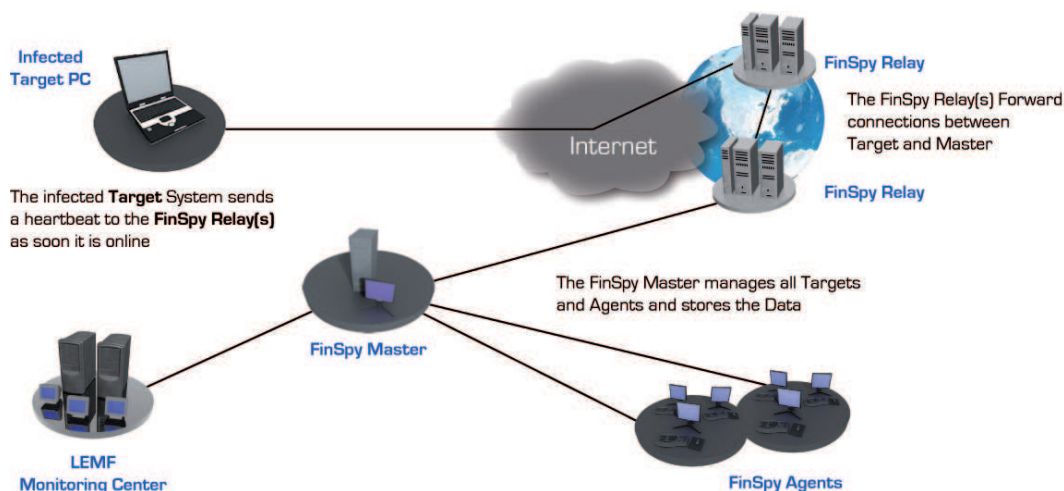 Infected
Target PC
FinSpy Relay
The FinSpy Relay(s) Forward
connections between
Target and Master
Internet
FinSpy Relay
The infected Target System sends
a heartbeat to the FinSpy Relay(s)
as soon it is online
The FinSpy Master manages all Targets
and Agents and stores the Data
FinSpy Master
LEMF
Monitoring Center
FinSpy Agents